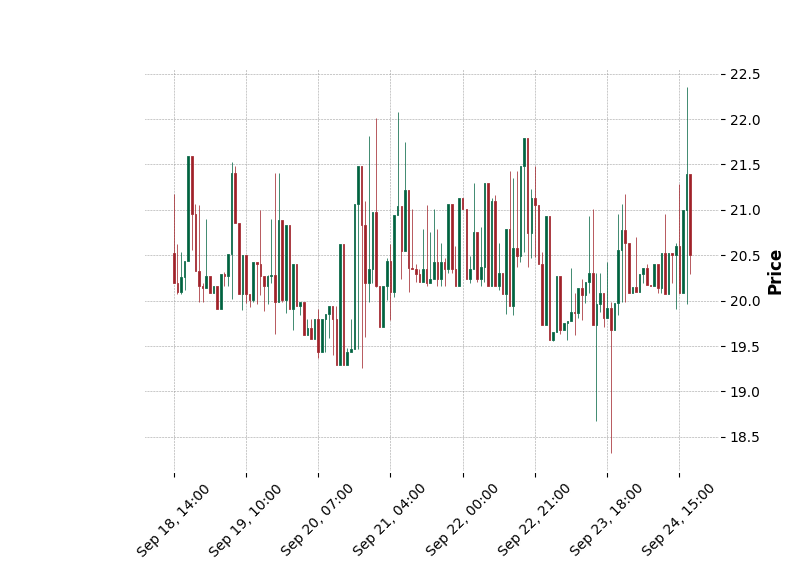 22.5
22.0
21.5
21.0
20.5
20.0
19.5
19.0
18.5
Price
Sep 18, 14:00
Sep 19, 10:00
Sep 20, 07:00
Sep 21, 04:00
Sep 22, 00:00
Sep 22, 21:00
Sep 23, 18:00
Sep 24, 15:00